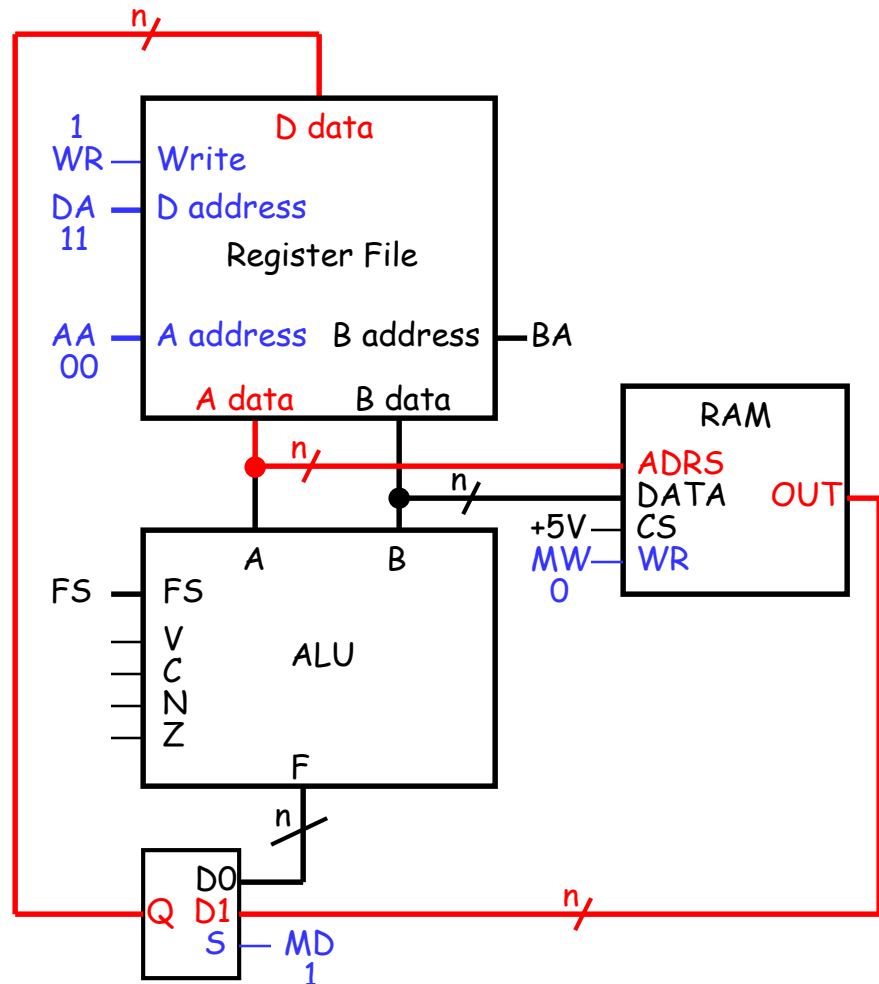 n
D data
1
WR Write
DA D address
11
Register File
AA A address B address BA
00
A data B data
RAM
n
ADRS
n
DATA OUT
+5V CS
MW WR
0
A B
FS FS
V
ALU
C
N
Z
F
n
D0
Q D1
n
S MD
1